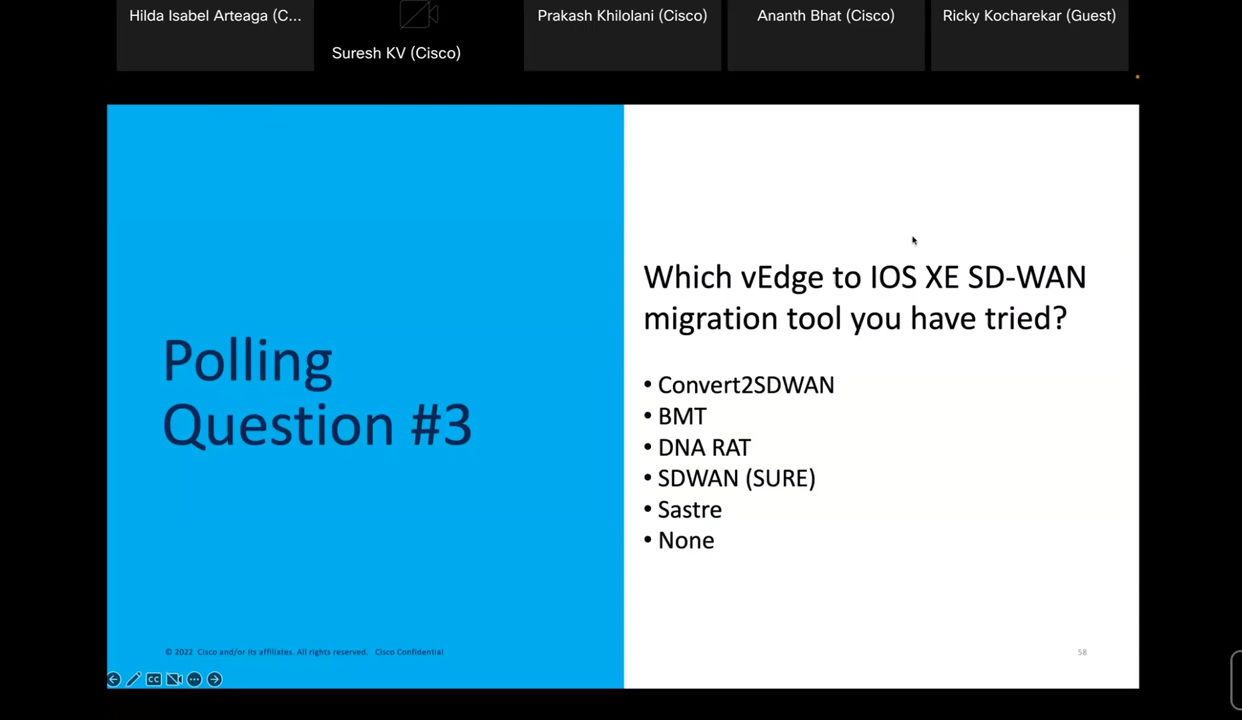 Hilda Isabel Arteaga (C...
Suresh KV (Cisco)
Prakash Khilolani (Cisco)
Ananth Bhat (Cisco)
Ricky Kocharekar (Guest)
Polling
Question #3
Which vEdge to IOS XE SD-WAN
migration tool you have tried?
• Convert2SDWAN
• BMT
• DNA RAT
• SDWAN (SURE)
• Sastre
• None
© 2022 Cisco and/or its affiliates. All rights reserved. Cisco Confidential
58
CC